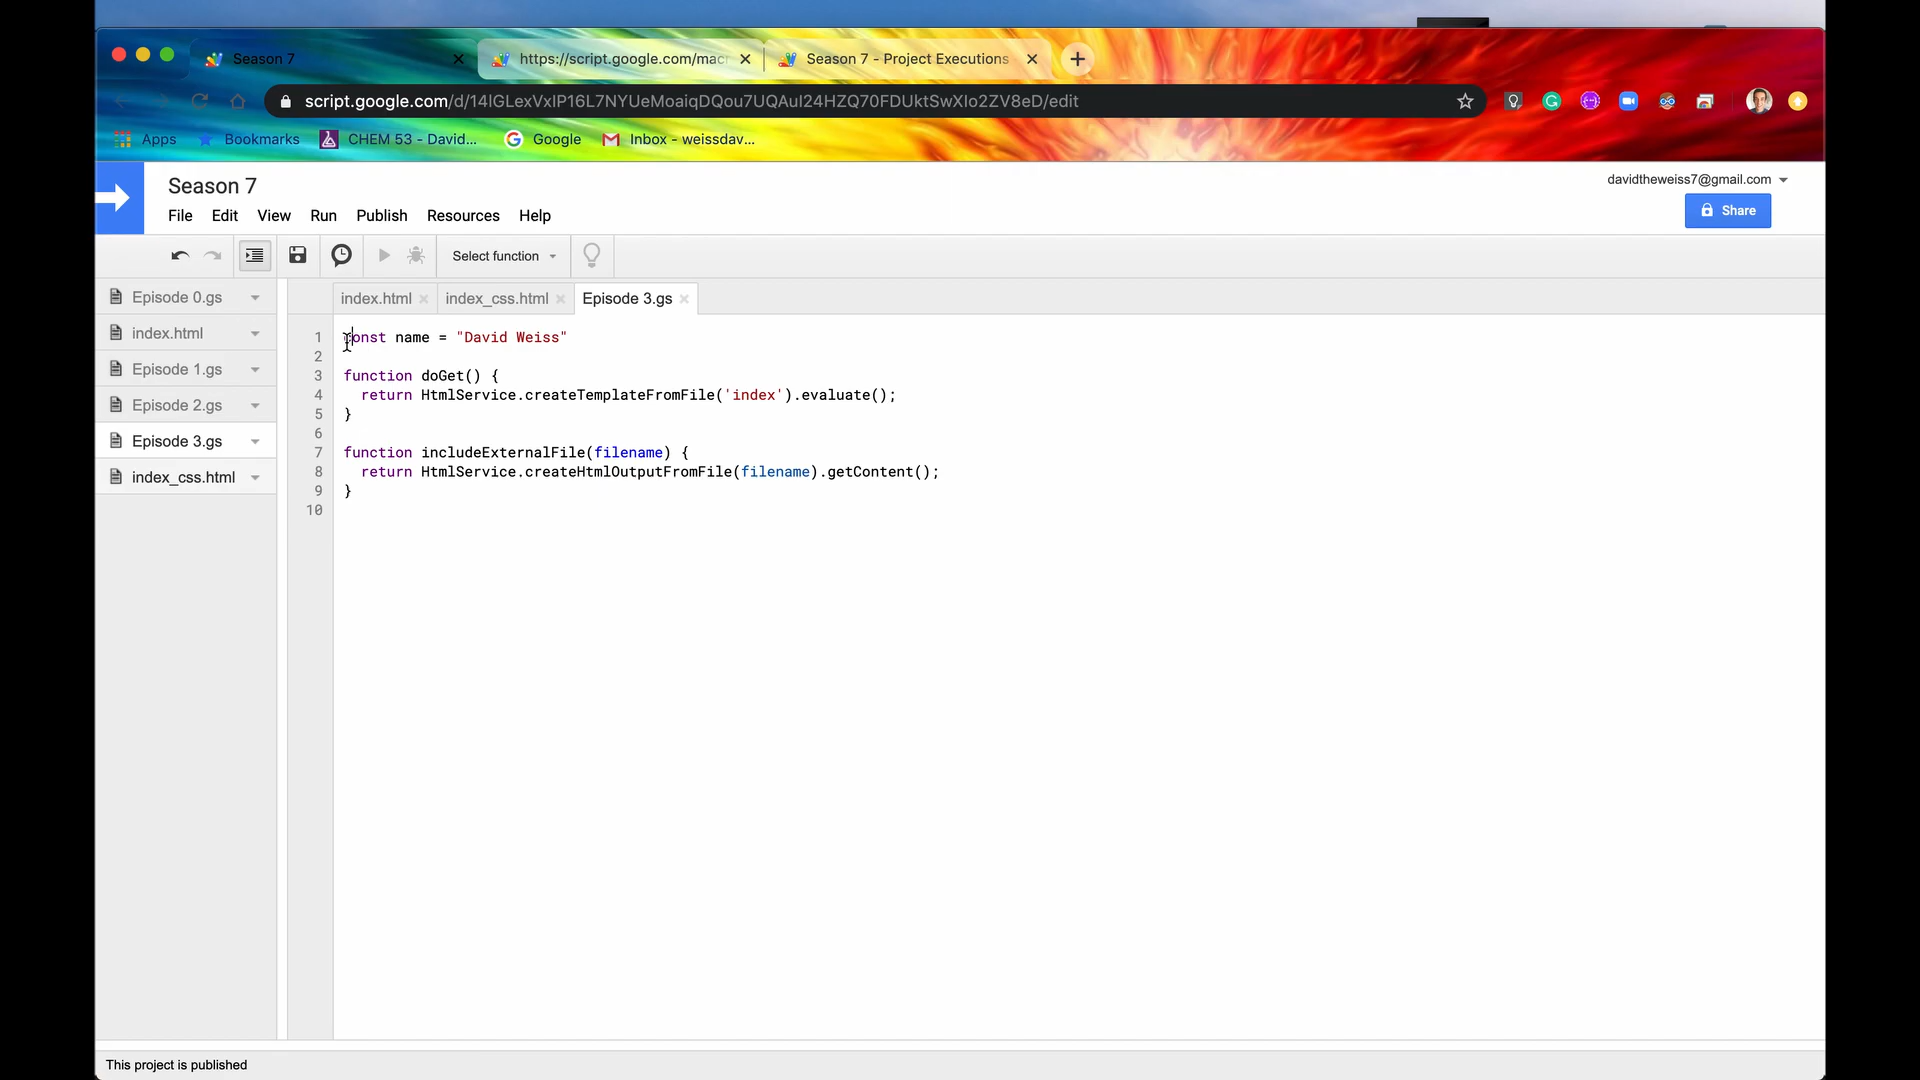 Season 7
https://script.google.com/mac
Season 7 - Project Executions
script.google.com/d/14lGLexVxIP16L7NYUeMoaiqDQou7UQAuI24HZQ70FDUktSwXIo2ZV8eD/edit
Apps
Bookmarks
CHEM 53 - David...
Google
Inbox - weissdav...
Season 7
davidtheweiss7@gmail.com
File Edit View Run Publish Resources Help
Share
Select function
Episode 0.gs
index.html
Episode 1.gs
Episode 2.gs
Episode 3.gs
index_css.html
index.html
index_css.html
Episode 3.gs
1 const name = "David Weiss"
2
3 function doGet() {
4 return HtmlService.createTemplateFromFile('index').evaluate();
5 }
6
7 function includeExternalFile(filename) {
8 return HtmlService.createHtmlOutputFromFile(filename).getContent();
9 }
10
This project is published